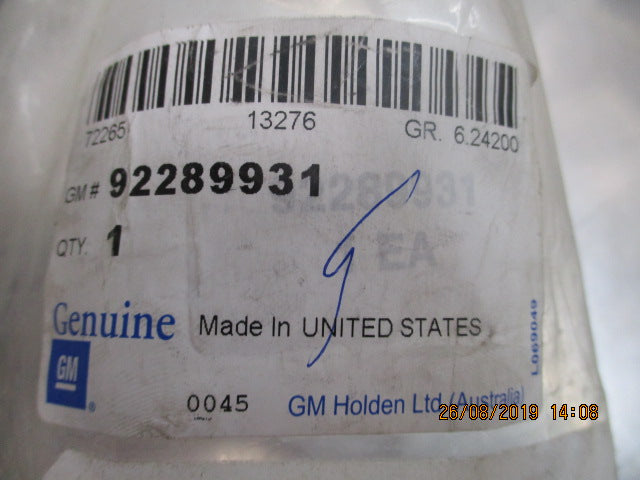 72265 13276 GR. 6.24200
GM # 92289931
92289931
QTY. 1
EA
Genuine Made In UNITED STATES
GM
0045 GM Holden Ltd (Australia)
L069049
26/08/2019 14:08